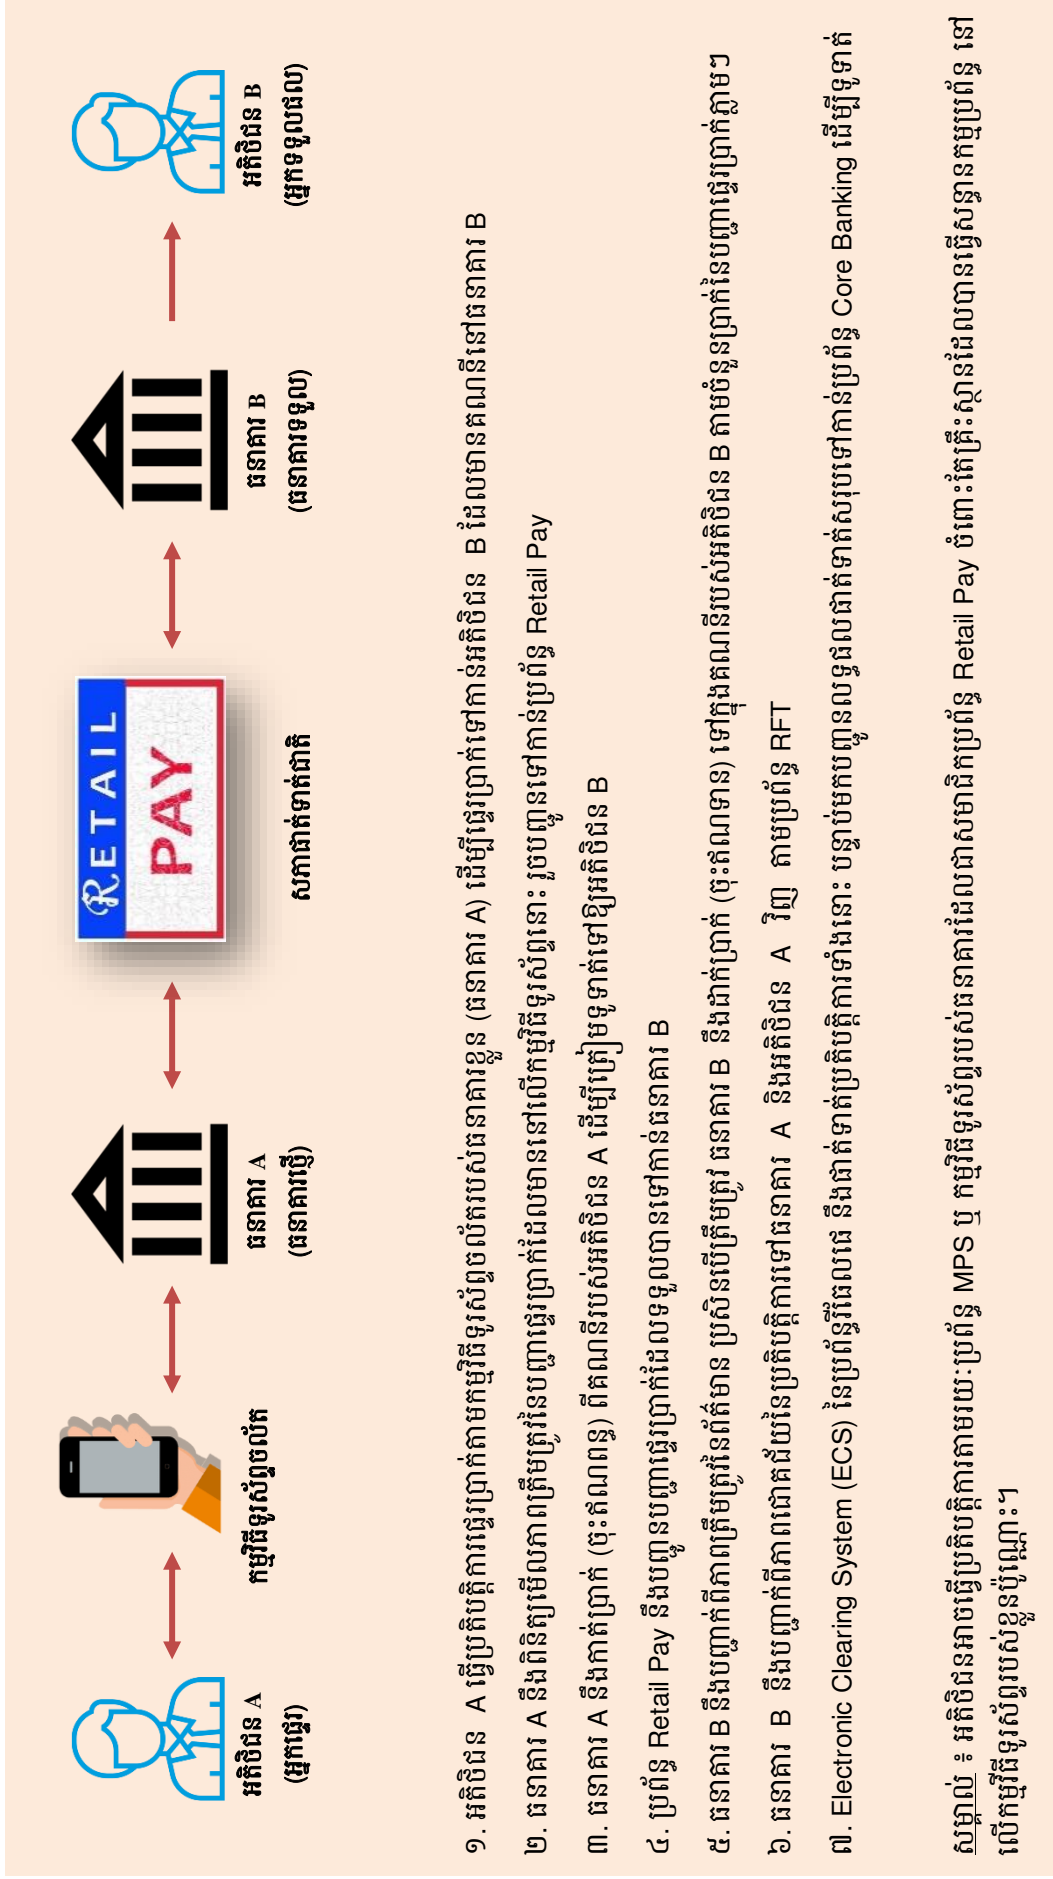 អតិថិជន A
(អ្នកផ្ញើរ)
កម្មវិធីទូរស័ព្ទចល័ត
ធនាគារ A
(ធនាគារផ្ញើ)
RETAIL
PAY
សភាផាត់ទាត់ជាតិ
ធនាគារ B
(ធនាគារទទួល)
អតិថិជន B
(អ្នកទទួលផល)
១. អតិថិជន A ធ្វើប្រតិបត្តិការផ្ទេរប្រាក់តាមកម្មវិធីទូរស័ព្ទចល័តរបស់ធនាគារខ្លួន (ធនាគារ A) ដើម្បីផ្ទេរប្រាក់ទៅកាន់អតិថិជន B ដែលមានគណនីនៅធនាគារ B
២. ធនាគារ A នឹងពិនិត្យមើលភាពត្រឹមត្រូវនៃបញ្ជាផ្ទេរប្រាក់ដែលមាននៅលើកម្មវិធីទូរស័ព្ទនោះ រួចបញ្ជូនទៅកាន់ប្រព័ន្ធ Retail Pay
៣. ធនាគារ A នឹងកាត់ប្រាក់ (ចុះឥណពន្ធ) ពីគណនីរបស់អតិថិជន A ដើម្បីត្រៀមទូទាត់ទៅឱ្យអតិថិជន B
៤. ប្រព័ន្ធ Retail Pay នឹងបញ្ជូនបញ្ជាផ្ទេរប្រាក់ដែលទទួលបានទៅកាន់ធនាគារ B
៥. ធនាគារ B នឹងបញ្ជាក់ពីភាពត្រឹមត្រូវនៃព័ត៌មាន ប្រសិនបើត្រឹមត្រូវ ធនាគារ B នឹងដាក់ប្រាក់ (ចុះឥណទាន) ទៅក្នុងគណនីរបស់អតិថិជន B តាមចំនួនប្រាក់នៃបញ្ជាផ្ទេរប្រាក់ភ្លាមៗ
៦. ធនាគារ B នឹងបញ្ជាក់ពីភាពជោគជ័យនៃប្រតិបត្តិការទៅធនាគារ A និងអតិថិជន A វិញ តាមប្រព័ន្ធ RFT
៧. Electronic Clearing System (ECS) នៃប្រព័ន្ធរីធែលផេ នឹងផាត់ទាត់ប្រតិបត្តិការទាំងនោះ បន្ទាប់មកបញ្ជូនលទ្ធផលផាត់ទាត់សរុបទៅកាន់ប្រព័ន្ធ Core Banking ដើម្បីទូទាត់
សម្គាល់ ៖ អតិថិជនអាចធ្វើប្រតិបត្តិការតាមរយៈប្រព័ន្ធ MPS ឬ កម្មវិធីទូរស័ព្ទរបស់ធនាគារដែលជាសមាជិកប្រព័ន្ធ Retail Pay ចំពោះតែគ្រឹះស្ថានដែលបានធ្វើសន្ទានកម្មប្រព័ន្ធ នៅ
លើកម្មវិធីទូរស័ព្ទរបស់ខ្លួនប៉ុណ្ណោះៗ